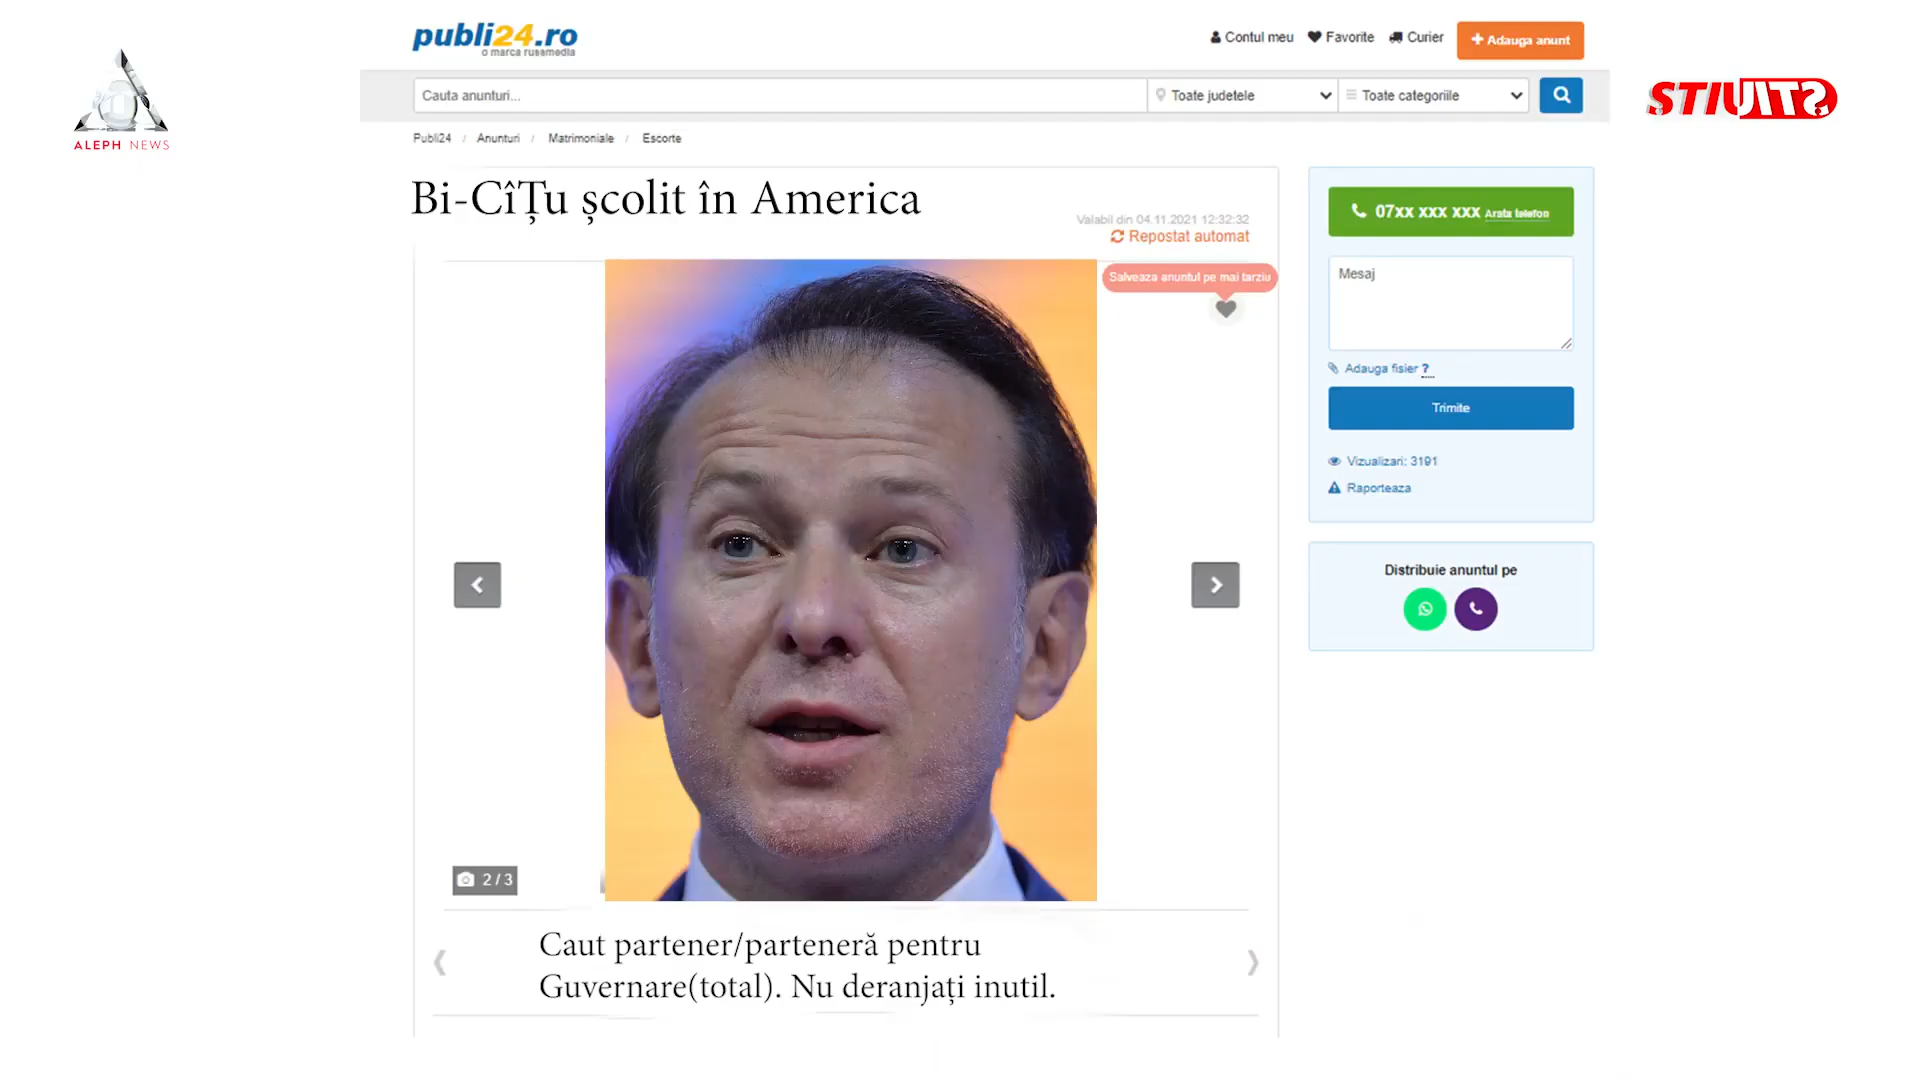 ALEPH NEWS
publi24.ro
o marca rusmedia
Contul meu
Favorite
Curier
+ Adauga anunt
STIUITS
Cauta anunturi...
Toate judetele
Toate categoriile
Publi24 / Anunturi / Matrimoniale / Escorte
Bi-CîȚu școlit în America
Valabil din 04.11.2021 12:32:32
Repostat automat
Salveaza anuntul pe mai tarziu
2 / 3
Caut partener/parteneră pentru
Guvernare(total). Nu deranjați inutil.
07xx xxx xxx Arata telefon
Mesaj
Adauga fisier ?
Trimite
Vizualizari: 3191
Raporteaza
Distribuie anuntul pe